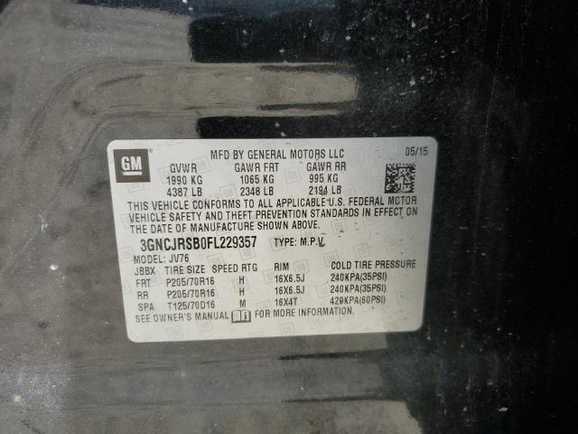 GM
MFD BY GENERAL MOTORS LLC 05/15
GVWR GAWR FRT GAWR RR
1990 KG 1065 KG 995 KG
4387 LB 2348 LB 2194 LB
THIS VEHICLE CONFORMS TO ALL APPLICABLE U.S. FEDERAL MOTOR
VEHICLE SAFETY AND THEFT PREVENTION STANDARDS IN EFFECT ON
THE DATE OF MANUFACTURE SHOWN ABOVE.
3GNCJRSB0FL229357 TYPE: M.P.V.
MODEL: JV76
JBBX TIRE SIZE SPEED RTG RIM COLD TIRE PRESSURE
FRT P205/70R16 H 16X6.5J 240KPA(35PSI)
RR P205/70R16 H 16X6.5J 240KPA(35PSI)
SPA T125/70D16 M 16X4T 420KPA(60PSI)
SEE OWNER'S MANUAL FOR MORE INFORMATION.